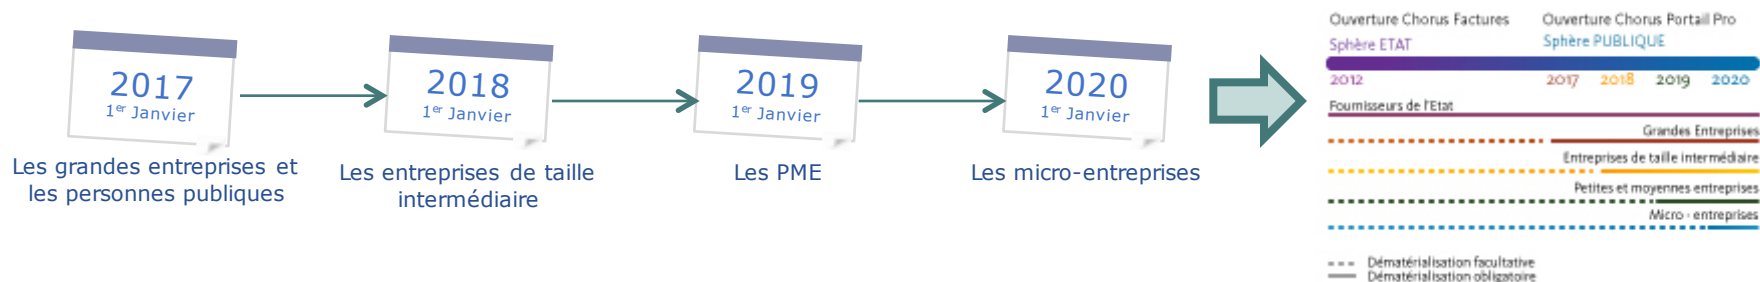 2017
1er Janvier
Les grandes entreprises et
les personnes publiques
2018
1er Janvier
Les entreprises de taille
intermédiaire
2019
1er Janvier
Les PME
2020
1er Janvier
Les micro-entreprises
Ouverture Chorus Factures
Ouverture Chorus Portail Pro
Sphère ETAT
Sphère PUBLIQUE
2012
2017
2018
2019
2020
Fournisseurs de l'Etat
Grandes Entreprises
Entreprises de taille intermédiaire
Petites et moyennes entreprises
Micro - entreprises
Dématérialisation facultative
Dématérialisation obligatoire